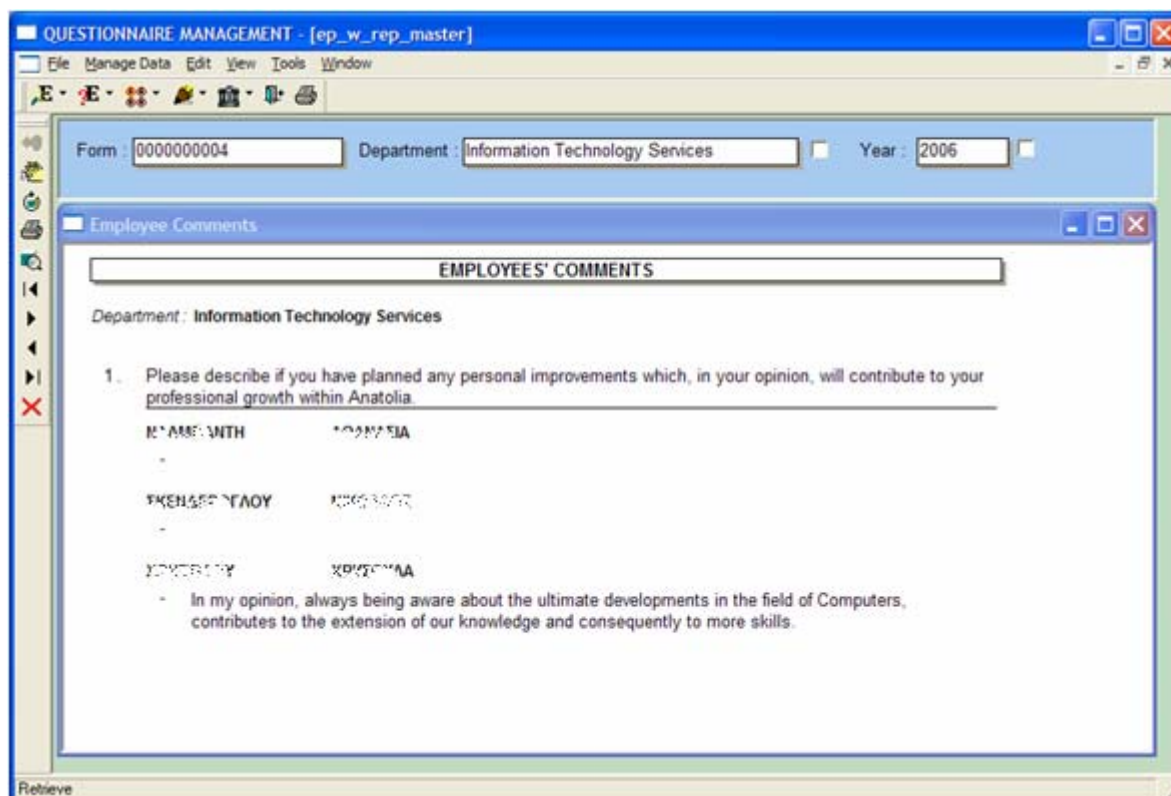 QUESTIONNAIRE MANAGEMENT - [ep_w_rep_master]
File Manage Data Edit View Tools Window
Form : 0000000004 Department : Information Technology Services Year : 2006
Employee Comments
EMPLOYEES' COMMENTS
Department : Information Technology Services
1. Please describe if you have planned any personal improvements which, in your opinion, will contribute to your
professional growth within Anatolia.
-
-
- In my opinion, always being aware about the ultimate developments in the field of Computers,
contributes to the extension of our knowledge and consequently to more skills.
Retrieve